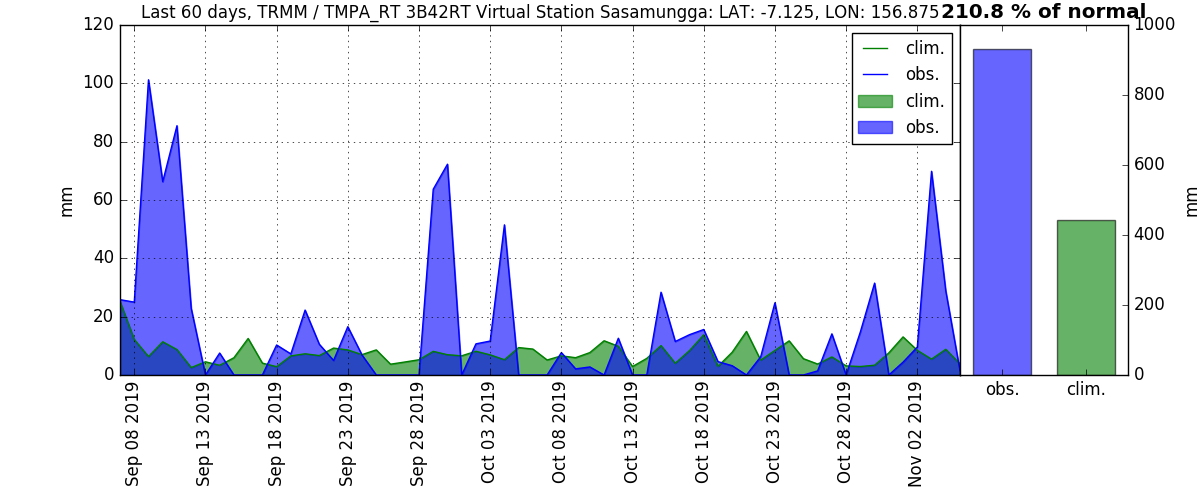 Last 60 days, TRMM / TMPA_RT 3B42RT Virtual Station Sasamungga: LAT: -7.125, LON: 156.875
210.8 % of normal
120
100
80
60
40
20
0
mm
clim.
obs.
clim.
obs.
Sep 08 2019
Sep 13 2019
Sep 18 2019
Sep 23 2019
Sep 28 2019
Oct 03 2019
Oct 08 2019
Oct 13 2019
Oct 18 2019
Oct 23 2019
Oct 28 2019
Nov 02 2019
1000
800
600
400
200
0
mm
obs.
clim.